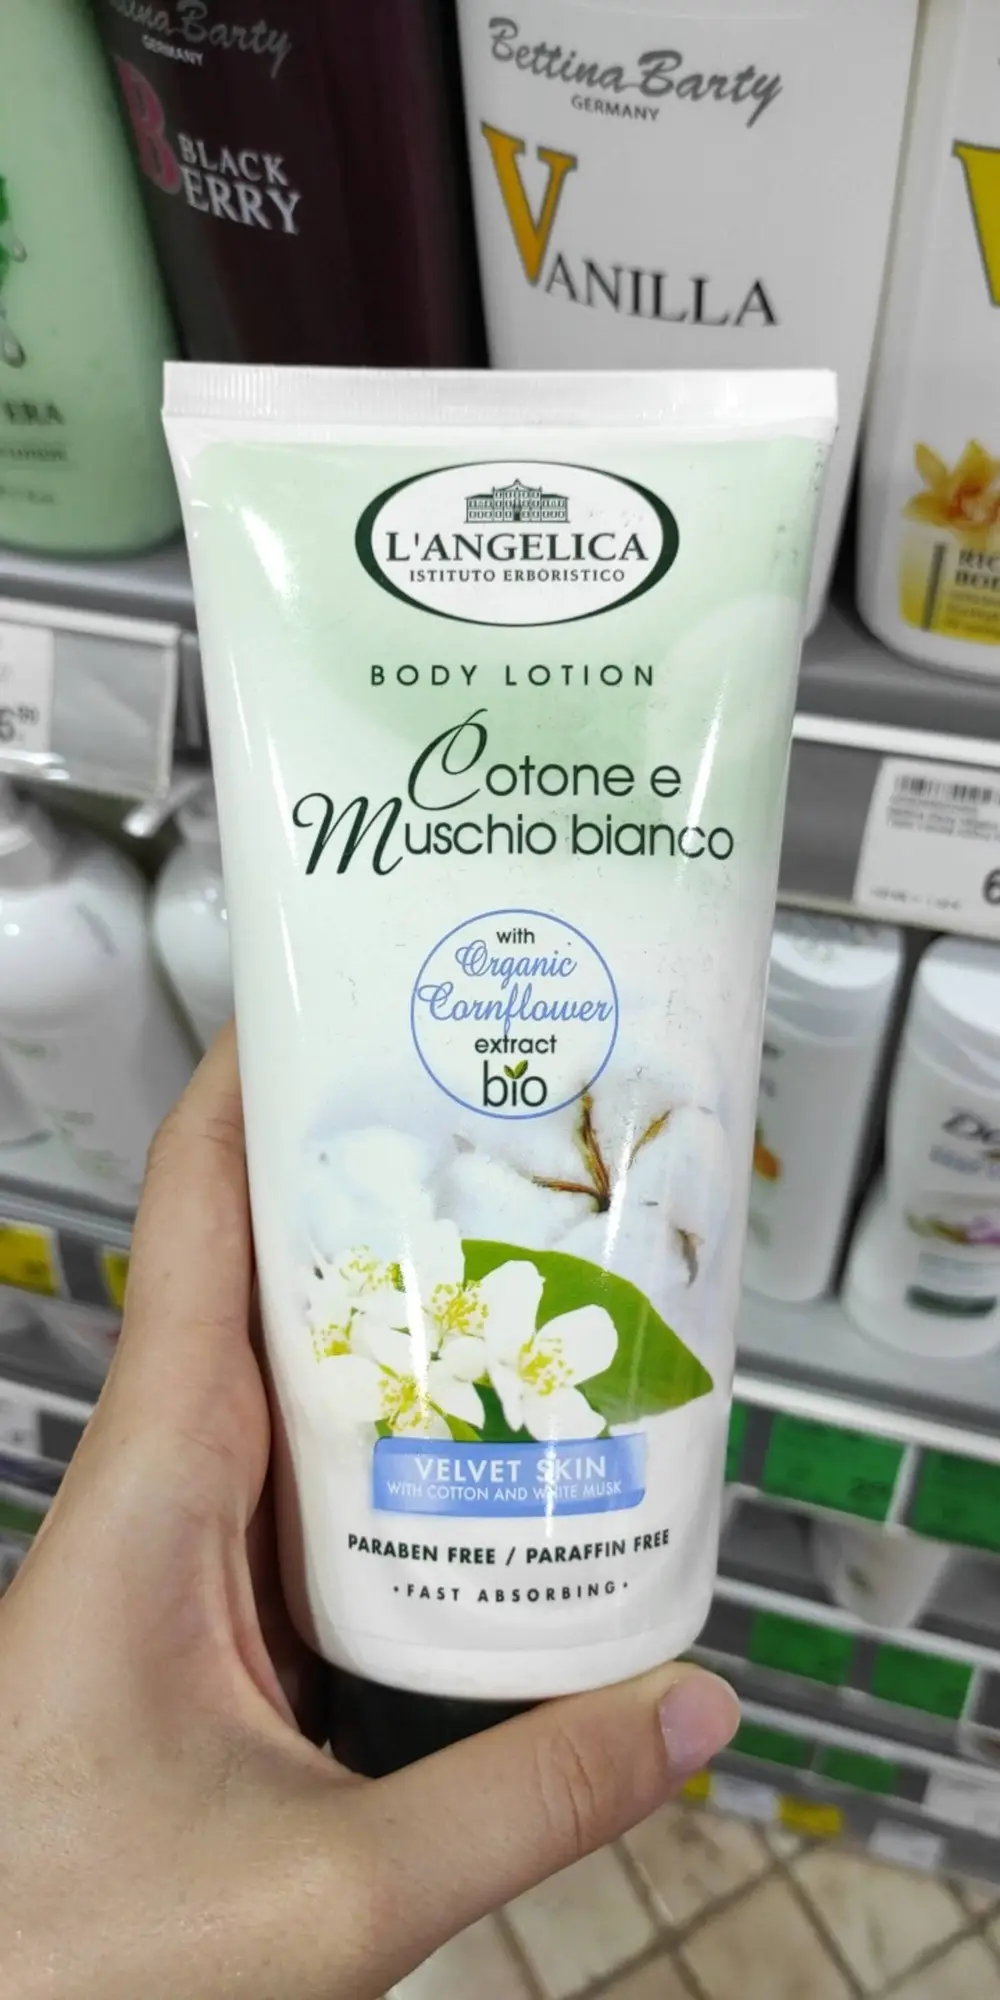 Bettina Barty
GERMANY
BLACK
BERRY
Bettina Barty
GERMANY
VANILLA
L'ANGELICA
ISTITUTO ERBORISTICO
BODY LOTION
Cotone e
Muschio bianco
with
Organic
Cornflower
extract
bio
VELVET SKIN
WITH COTTON AND WHITE MUSK
PARABEN FREE / PARAFFIN FREE
•FAST ABSORBING•